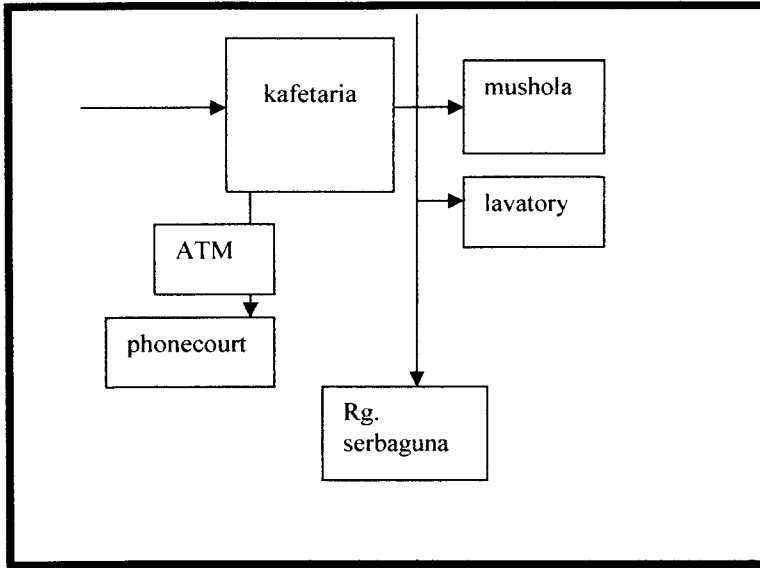 kafetaria
mushola
lavatory
ATM
phonecourt
Rg.
serbaguna